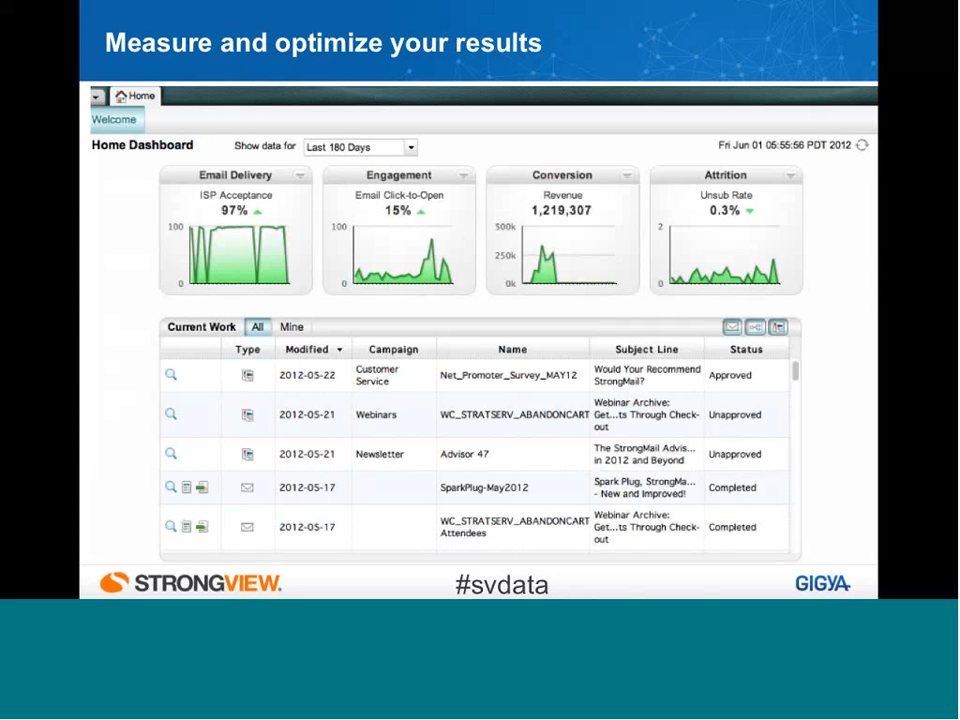 Measure and optimize your results
Home
Welcome
Home Dashboard
Show data for
Last 180 Days
Fri Jun 01 05:55:56 PDT 2012
Email Delivery
ISP Acceptance
97%
100
0
Engagement
Email Click-to-Open
15%
100
0
Conversion
Revenue
1,219,307
500k
250k
0k
Attrition
Unsub Rate
0.3%
2
0
Current Work All Mine
Type Modified Campaign Name Subject Line Status
2012-05-22 Customer Service Net_Promoter_Survey_MAY12 Would Your Recommend StrongMail? Approved
2012-05-21 Webinars WC_STRATSERV_ABANDONCART Webinar Archive: Get...ts Through Check-out Unapproved
2012-05-21 Newsletter Advisor 47 The StrongMail Advis... in 2012 and Beyond Unapproved
2012-05-17 SparkPlug-May2012 Spark Plug, StrongMa... - New and Improved! Completed
2012-05-17 WC_STRATSERV_ABANDONCART Attendees Webinar Archive: Get...ts Through Check-out Completed
STRONGVIEW.
#svdata
GIGYA